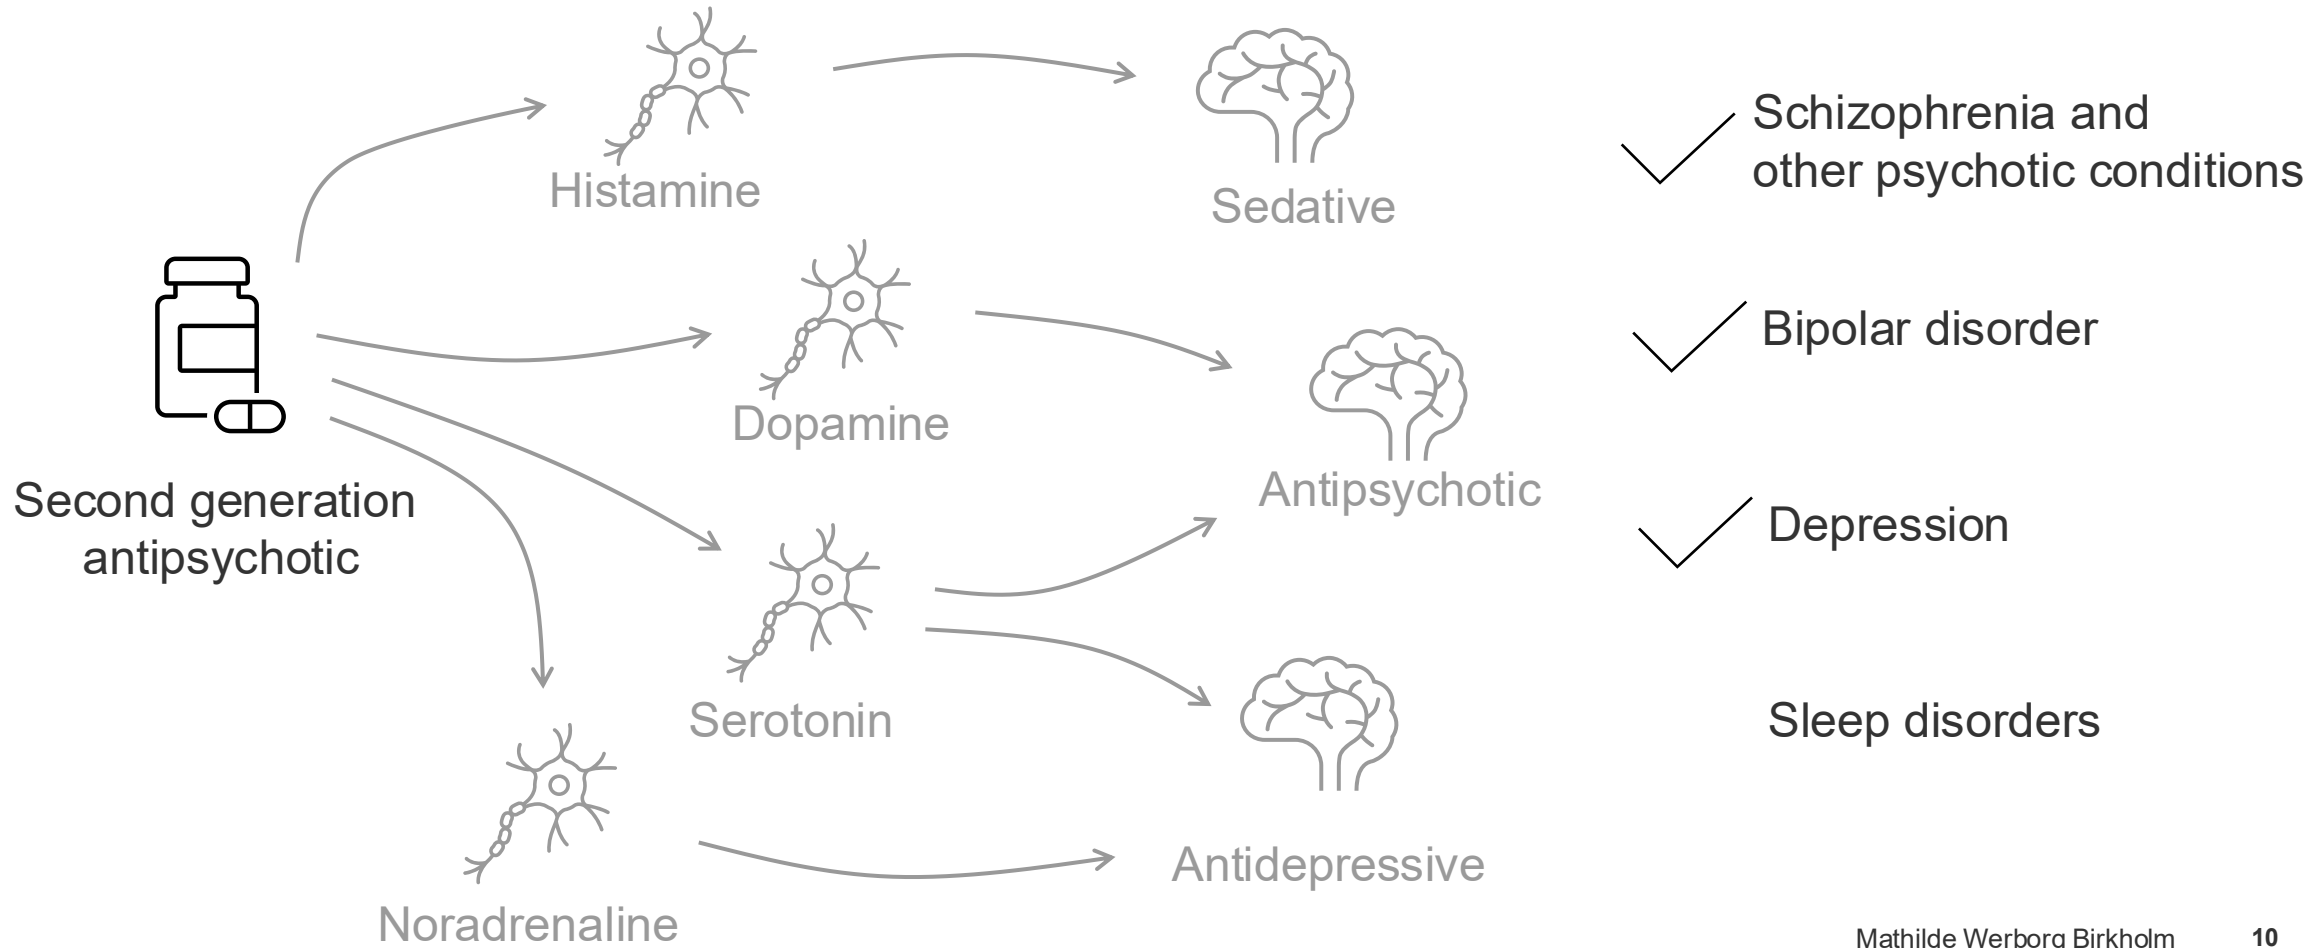 Histamine
Sedative
Schizophrenia and
other psychotic conditions
Second generation
antipsychotic
Dopamine
Antipsychotic
Bipolar disorder
Serotonin
Depression
Noradrenaline
Antidepressive
Sleep disorders
Mathilde Werborg Birkholm
10